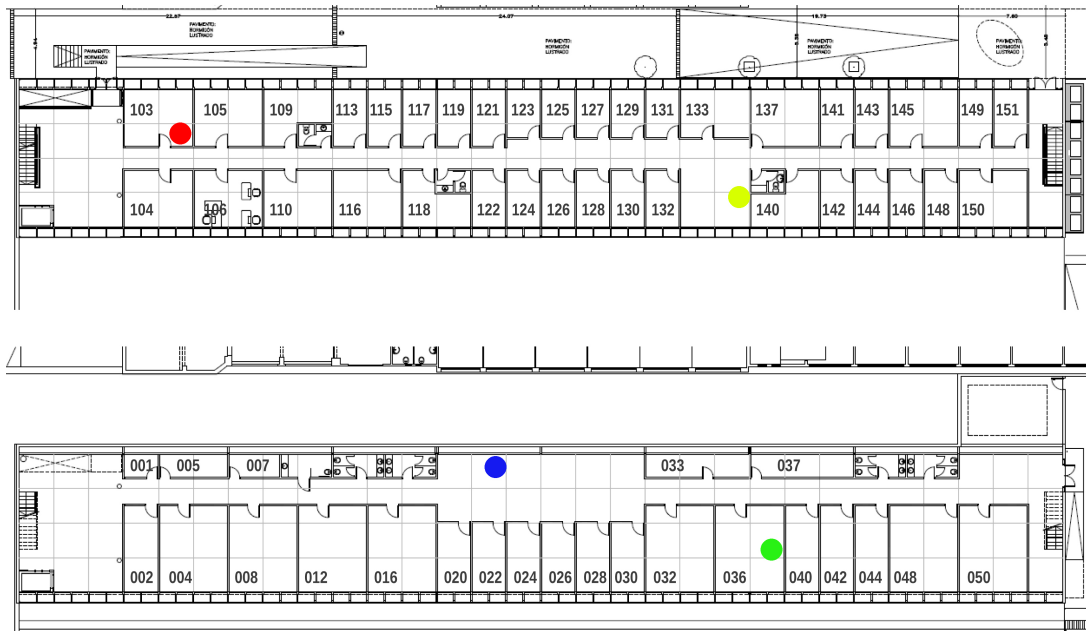 22,57
24,07
19,73
7,60
PAVIMENTO:
HORMIGÓN
LUSTRADO
PAVIMENTO:
HORMIGÓN
LUSTRADO
PAVIMENTO:
HORMIGÓN
LUSTRADO
PAVIMENTO:
HORMIGÓN
LUSTRADO
PAVIMENTO:
HORMIGÓN
LUSTRADO
103 105 109 113 115 117 119 121 123 125 127 129 131 133 137 141 143 145 149 151
104 106 110 116 118 122 124 126 128 130 132 140 142 144 146 148 150
001 005 007 033 037
002 004 008 012 016 020 022 024 026 028 030 032 036 040 042 044 048 050